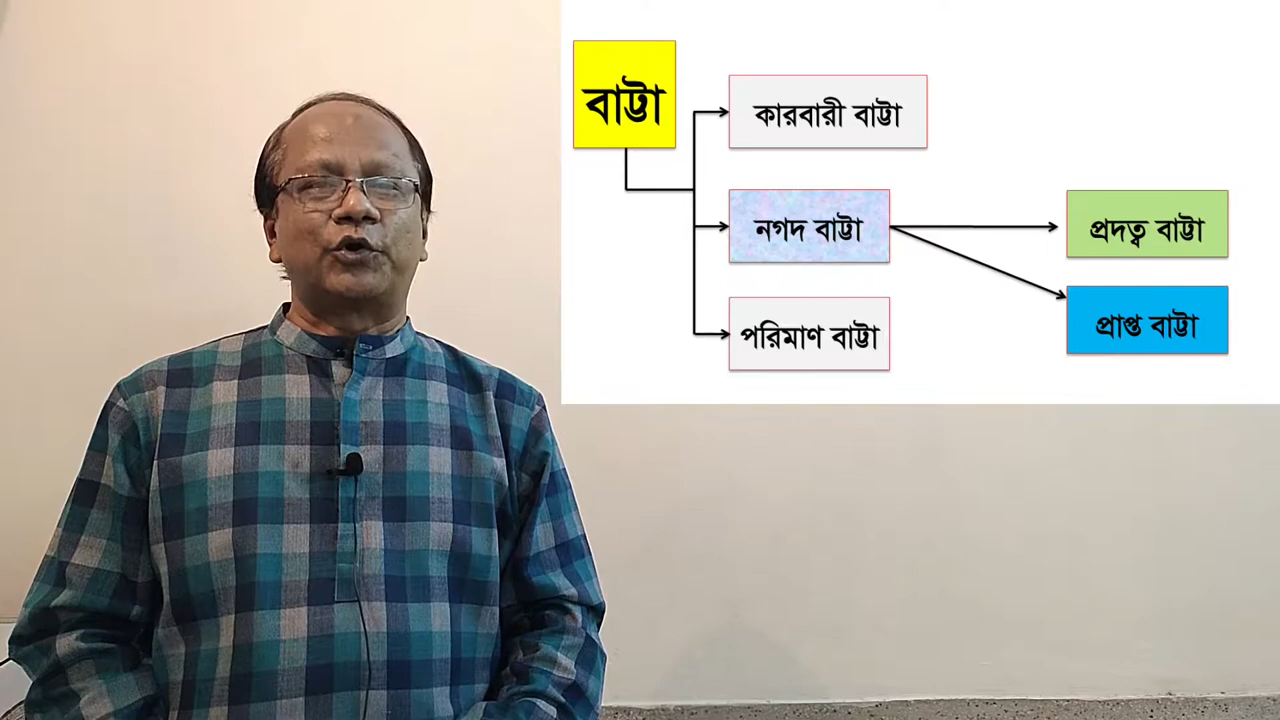 বাট্টা
কারবারী বাট্টা
নগদ বাট্টা
প্রদত্ব বাট্টা
পরিমাণ বাট্টা
প্রাপ্ত বাট্টা